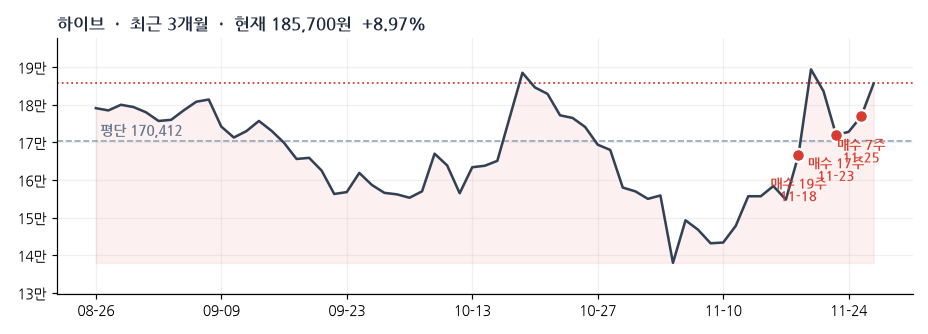 하이브 · 최근 3개월 · 현재 185,700원 +8.97%
19만
18만
17만
16만
15만
14만
13만
평단 170,412
매수 7주
11-25
매수 17주
11-23
매수 19주
11-18
08-26
09-09
09-23
10-13
10-27
11-10
11-24